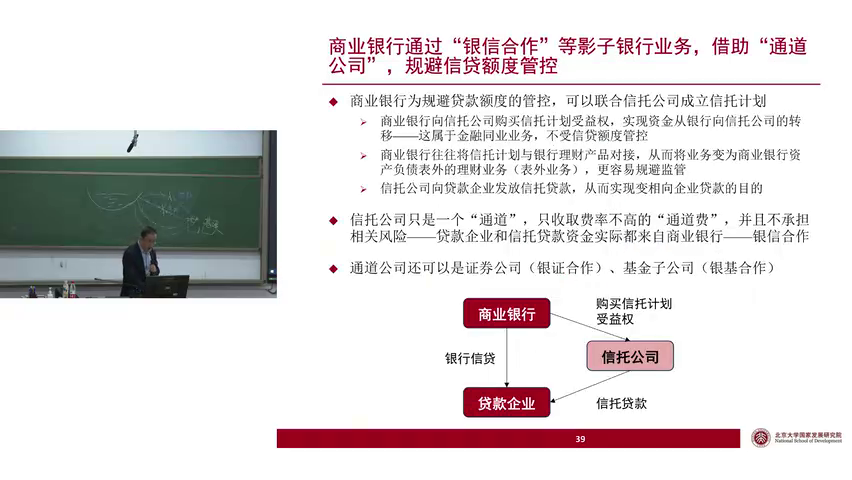 商业银行通过“银信合作”等影子银行业务，借助“通道
公司”，规避信贷额度管控
商业银行为规避贷款额度的管控，可以联合信托公司成立信托计划
商业银行向信托公司购买信托计划受益权，实现资金从银行向信托公司的转
移——这属于金融同业业务，不受信贷额度管控
商业银行往往将信托计划与银行理财产品对接，从而将业务变为商业银行资
产负债表外的理财业务（表外业务），更容易规避监管
信托公司向贷款企业发放信托贷款，从而实现变相向企业贷款的目的
信托公司只是一个“通道”，只收取费率不高的“通道费”，并且不承担
相关风险——贷款企业和信托贷款资金实际都来自商业银行——银信合作
通道公司还可以是证券公司（银证合作）、基金子公司（银基合作）
商业银行
购买信托计划
受益权
信托公司
银行信贷
贷款企业
信托贷款
39
北京大学国家发展研究院
National School of Development